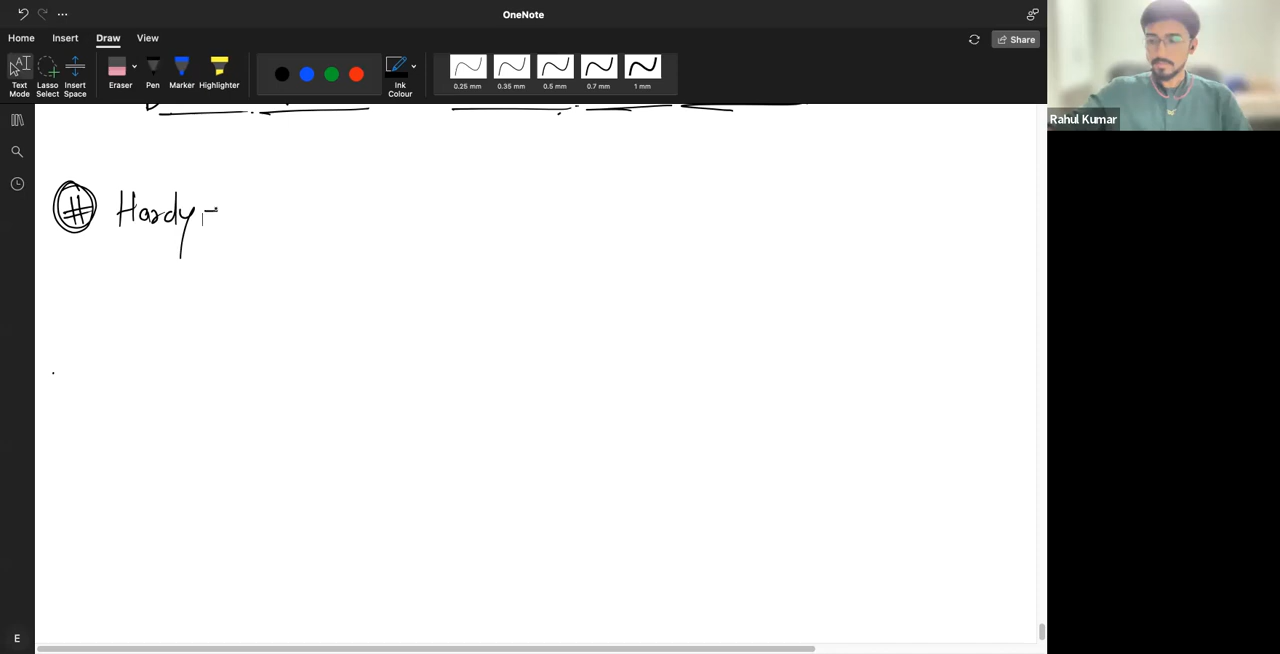 OneNote
Home Insert Draw View
Share
Text Mode
Lasso Select
Insert Space
Eraser
Pen
Marker
Highlighter
Ink Colour
0.25 mm
0.35 mm
0.5 mm
0.7 mm
1 mm
Rahul Kumar
# Hardy -
E